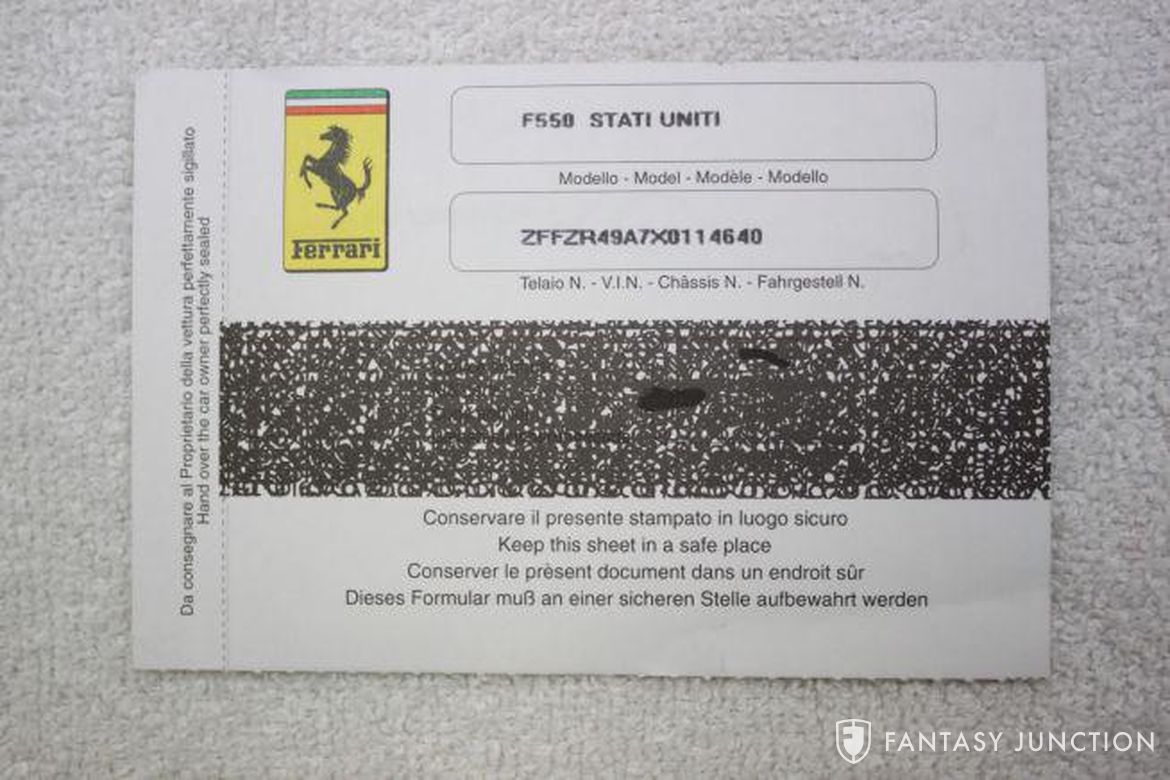 Da consegnare al Proprietario della vettura perfettamente sigillato
Hand over the car owner perfectly sealed
Ferrari
F550 STATI UNITI
Modello - Model - Modèle - Modello
ZFFZR49A7X0114640
Telaio N. - V.I.N. - Châssis N. - Fahrgestell N.
Conservare il presente stampato in luogo sicuro
Keep this sheet in a safe place
Conserver le prèsent document dans un endroit sûr
Dieses Formular muß an einer sicheren Stelle aufbewahrt werden
FANTASY JUNCTION